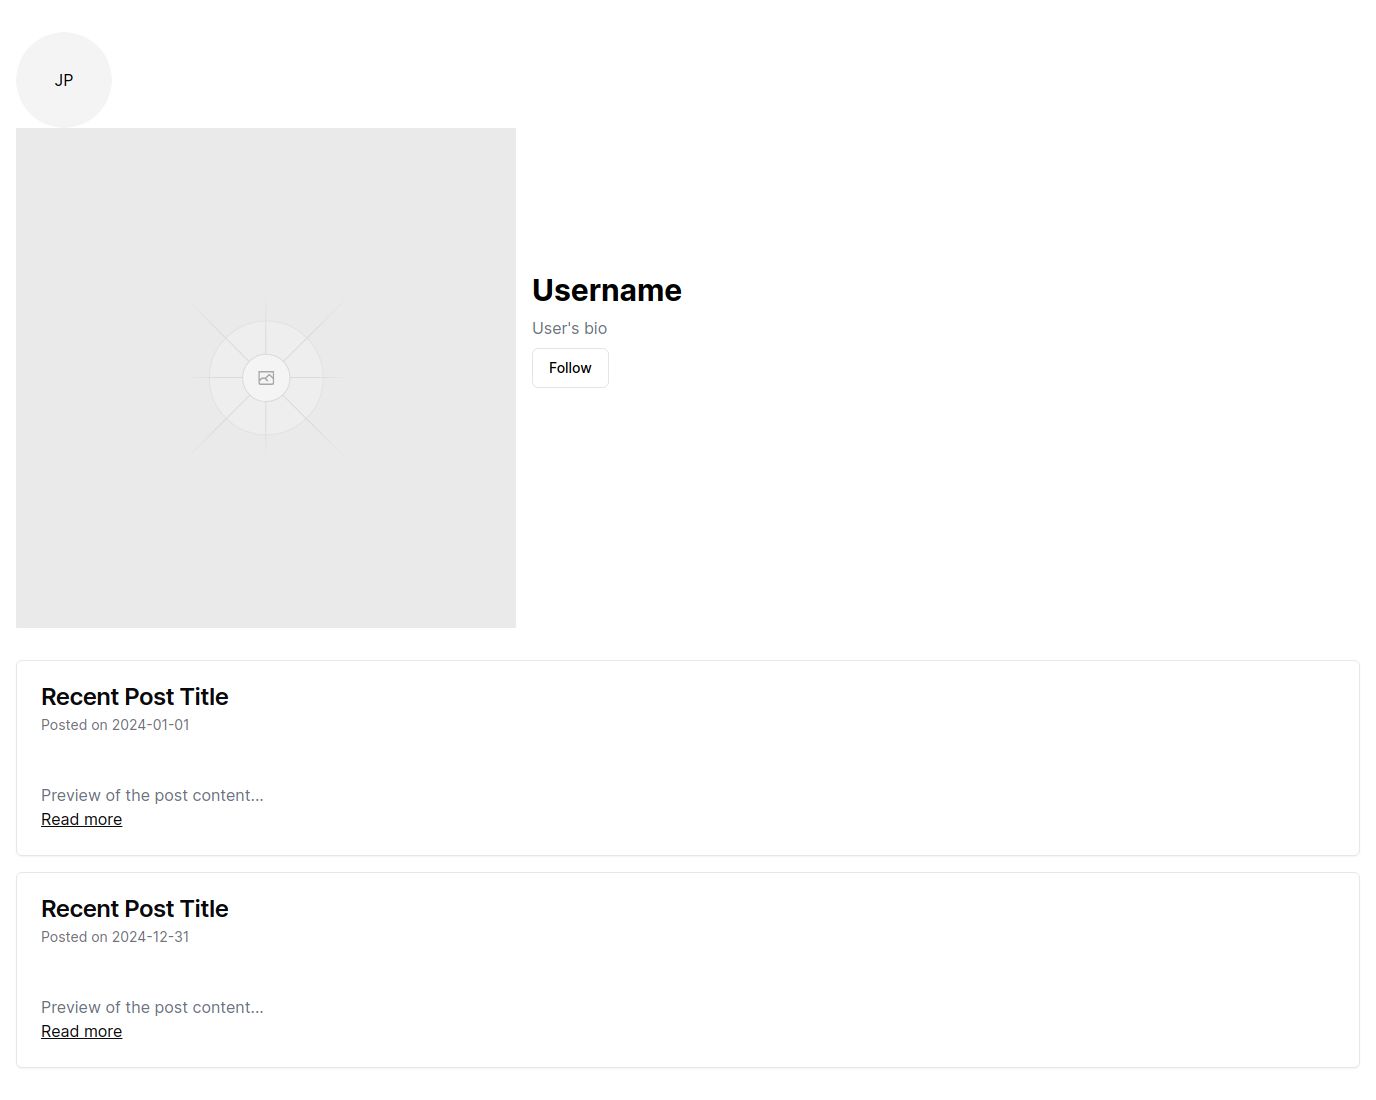 JP
Username
User's bio
Follow
Recent Post Title
Posted on 2024-01-01
Preview of the post content...
Read more
Recent Post Title
Posted on 2024-12-31
Preview of the post content...
Read more